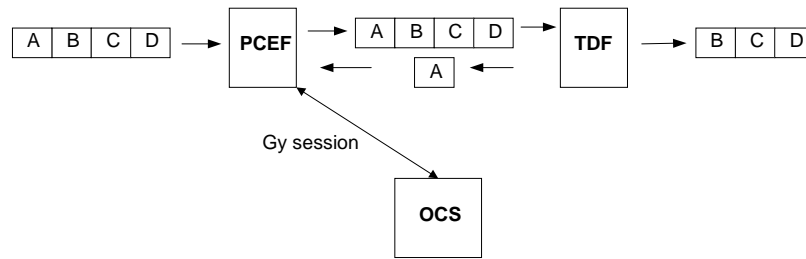 A B C D
PCEF
A B C D
TDF
B C D
A
Gy session
OCS